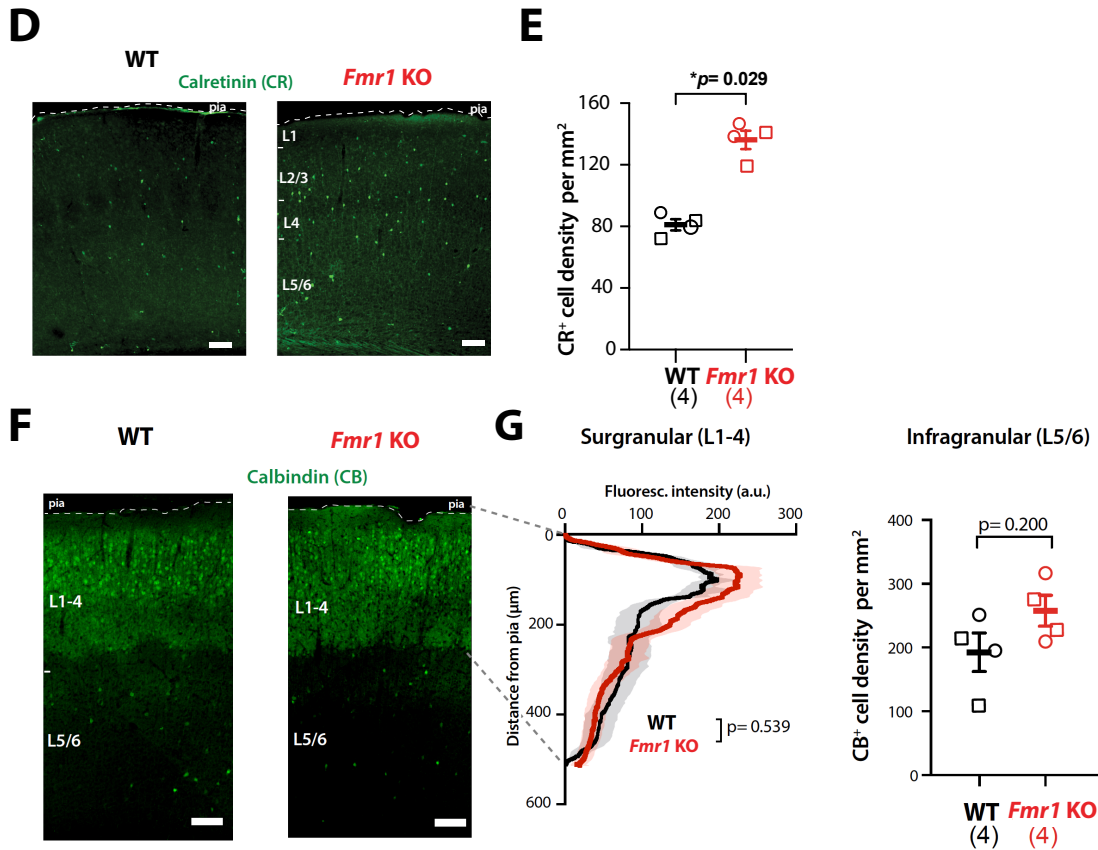 D
E
WT
Calretinin (CR)
Fmr1 KO
pia
pia
L1
L2/3
L4
L5/6
*p= 0.029
160
120
80
40
0
CR+ cell density per mm²
WT
Fmr1 KO
(4)
(4)
F
G
WT
Fmr1 KO
Calbindin (CB)
pia
pia
L1-4
L1-4
L5/6
L5/6
Surgranular (L1-4)
Fluoresc. intensity (a.u.)
0
100
200
300
0
200
400
600
Distance from pia (µm)
WT
Fmr1 KO
p= 0.539
Infragranular (L5/6)
p= 0.200
400
300
200
100
0
CB+ cell density per mm²
WT
Fmr1 KO
(4)
(4)